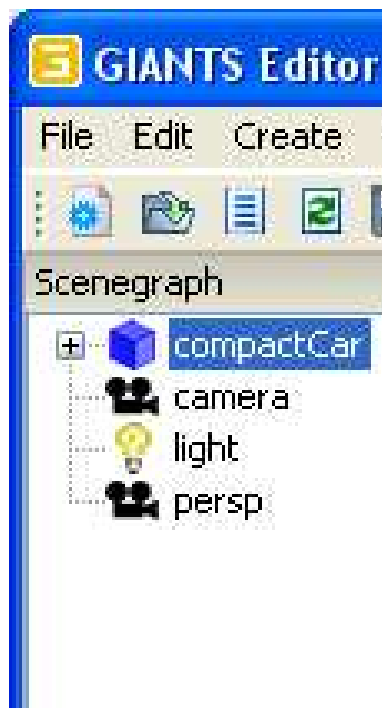 GIANTS Editor
File Edit Create
Scenegraph
compactCar
camera
light
persp